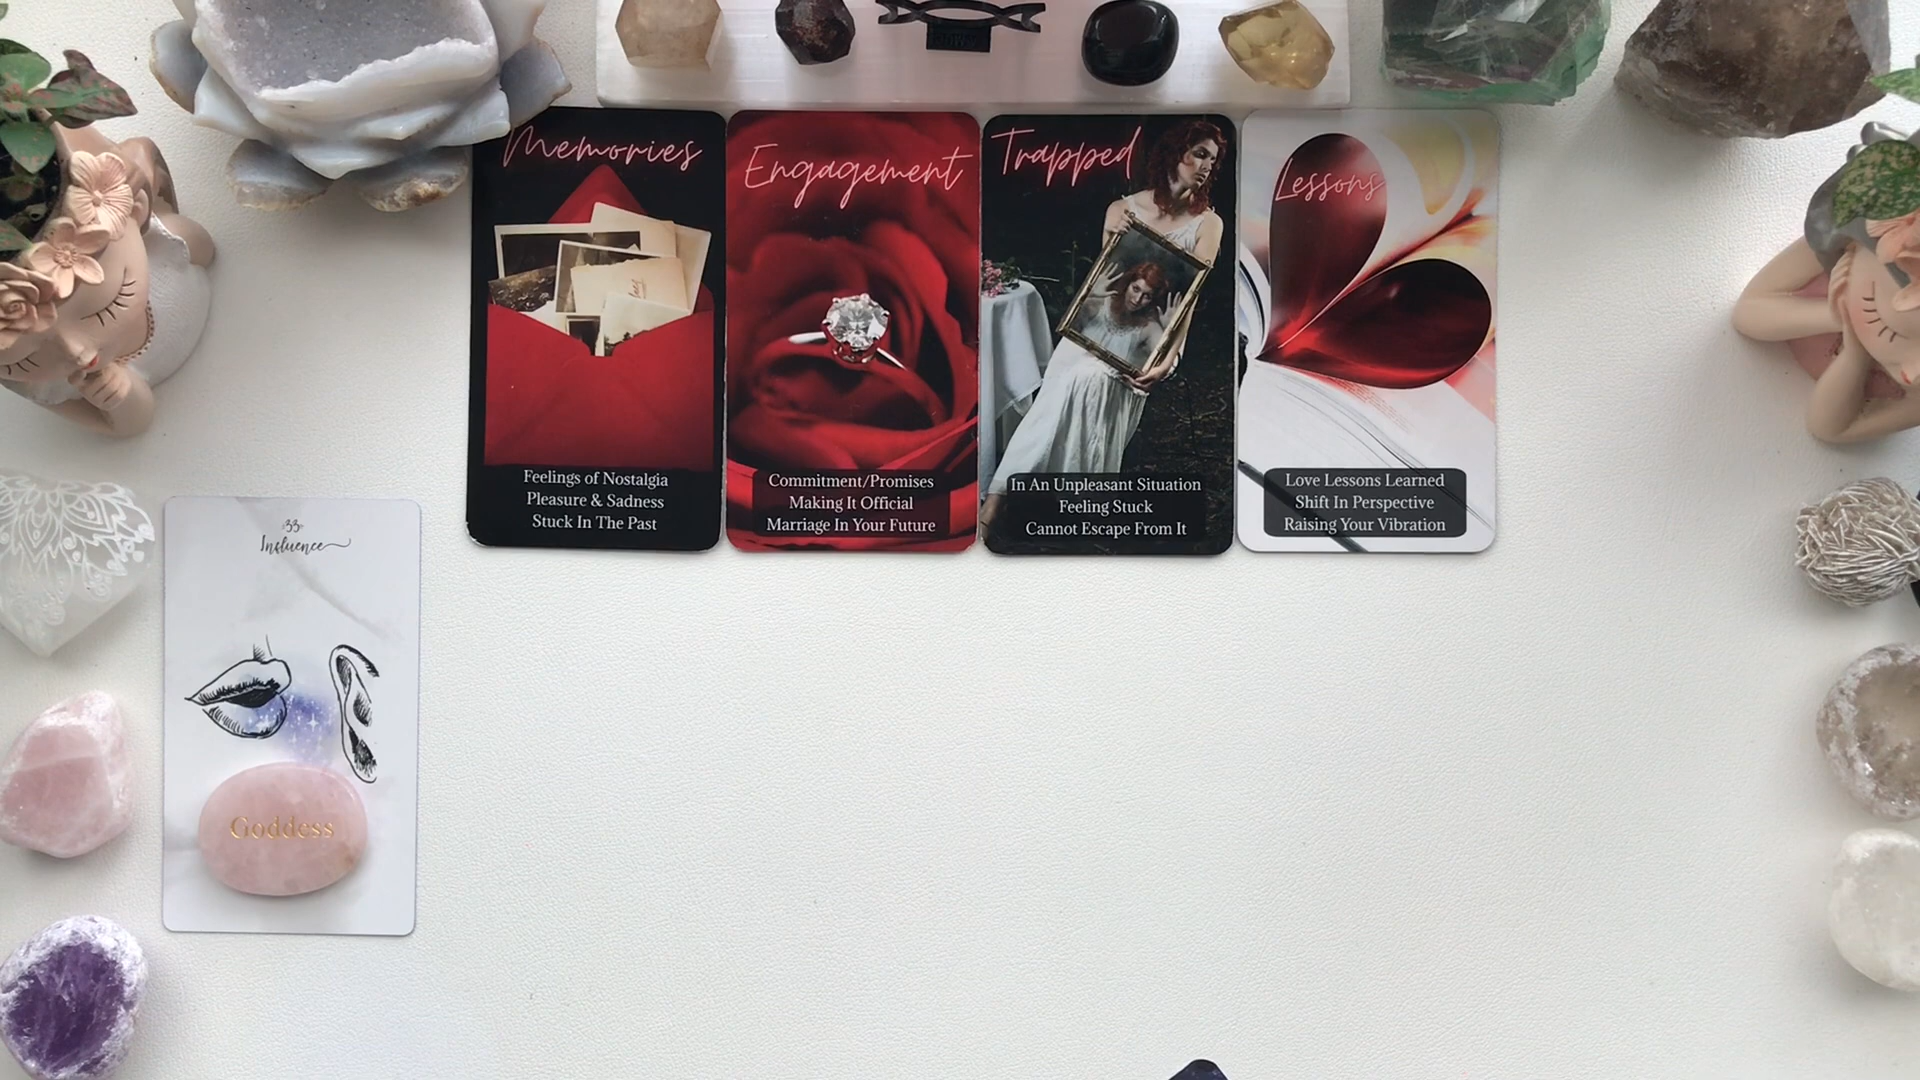 Memories
Feelings of Nostalgia
Pleasure & Sadness
Stuck In The Past
Engagement
Commitment/Promises
Making It Official
Marriage In Your Future
Trapped
In An Unpleasant Situation
Feeling Stuck
Cannot Escape From It
Lessons
Love Lessons Learned
Shift In Perspective
Raising Your Vibration
33
Influence
Goddess